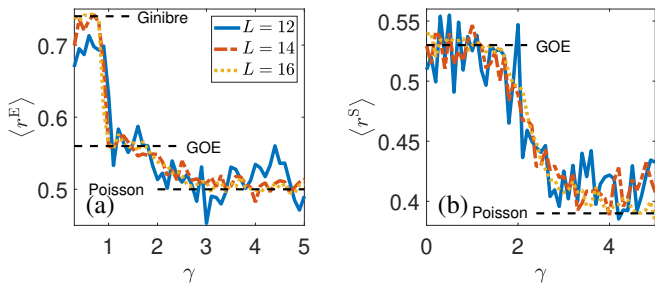 Ginibre
L = 12
L = 14
L = 16
GOE
Poisson
(a)
⟨r^E⟩
0.7
0.6
0.5
1 2 3 4 5
γ
GOE
Poisson
(b)
⟨r^S⟩
0.55
0.5
0.45
0.4
0 2 4
γ